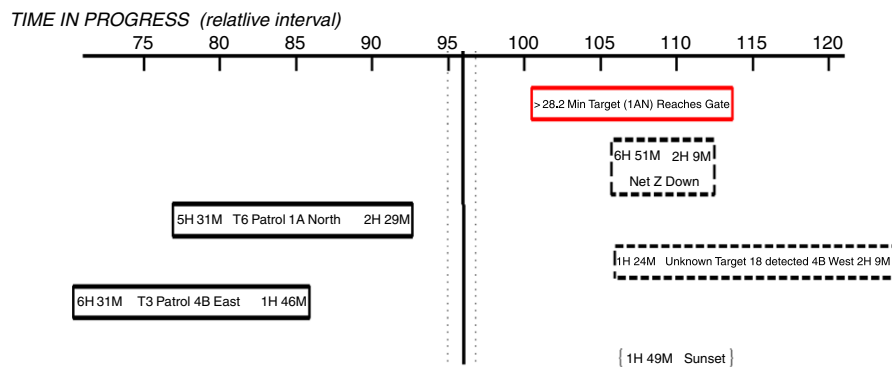 TIME IN PROGRESS (relatlive interval)
75 80 85 90 95 100 105 110 115 120
> 28.2 Min Target (1AN) Reaches Gate
6H 51M 2H 9M
Net Z Down
5H 31M T6 Patrol 1A North 2H 29M
1H 24M Unknown Target 18 detected 4B West 2H 9M
6H 31M T3 Patrol 4B East 1H 46M
{ 1H 49M Sunset }